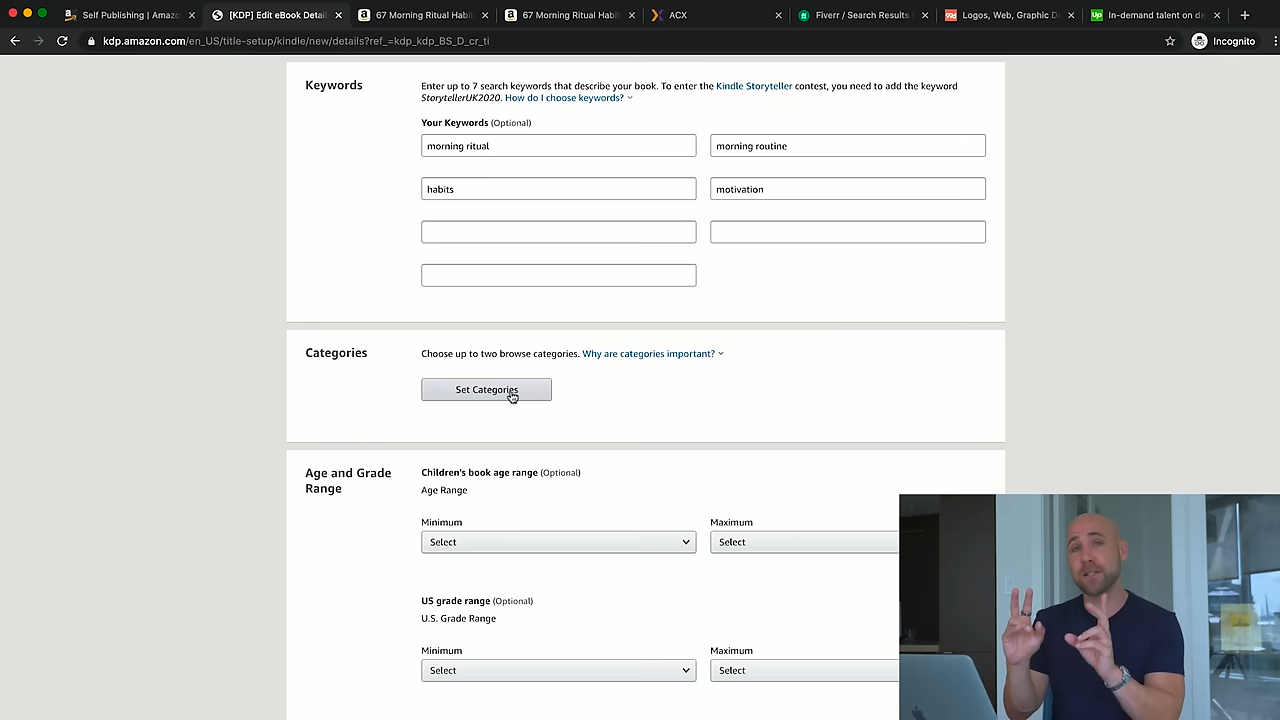 Self Publishing | Amazo
[KDP] Edit eBook Detai
67 Morning Ritual Habit
67 Morning Ritual Habi
ACX
Fiverr / Search Results
Logos, Web, Graphic D
In-demand talent on de
kdp.amazon.com/en_US/title-setup/kindle/new/details?ref_=kdp_kdp_BS_D_cr_ti
Incognito
Keywords
Enter up to 7 search keywords that describe your book. To enter the Kindle Storyteller contest, you need to add the keyword
StorytellerUK2020. How do I choose keywords?
Your Keywords (Optional)
morning ritual
morning routine
habits
motivation
Categories
Choose up to two browse categories. Why are categories important?
Set Categories
Age and Grade
Range
Children's book age range (Optional)
Age Range
Minimum
Maximum
Select
Select
US grade range (Optional)
U.S. Grade Range
Minimum
Maximum
Select
Select